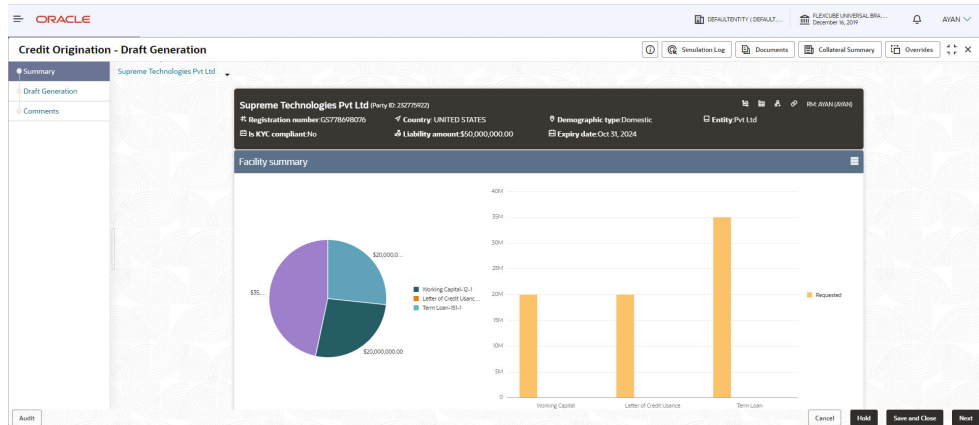 ORACLE
DEFAULTENTITY ( DEFAULT....
FLEXCUBE UNIVERSAL BRA...
December 16, 2019
AYAN
Credit Origination - Draft Generation
Simulation Log
Documents
Collateral Summary
Overrides
Summary
Draft Generation
Comments
Supreme Technologies Pvt Ltd
Supreme Technologies Pvt Ltd (Party ID: 232775922)
RM: AYAN (AYAN)
Registration number:GS778698076
Country: UNITED STATES
Demographic type:Domestic
Entity:Pvt Ltd
Is KYC compliant:No
Liability amount:$50,000,000.00
Expiry date:Oct 31, 2024
Facility summary
$20,000,0...
$35,...
$20,000,000.00
Working Capital-12-1
Letter of Credit Usanc...
Term Loan-151-1
40M
35M
30M
25M
20M
15M
10M
5M
0
Working Capital
Letter of Credit Usance
Term Loan
Requested
Audit
Cancel
Hold
Save and Close
Next